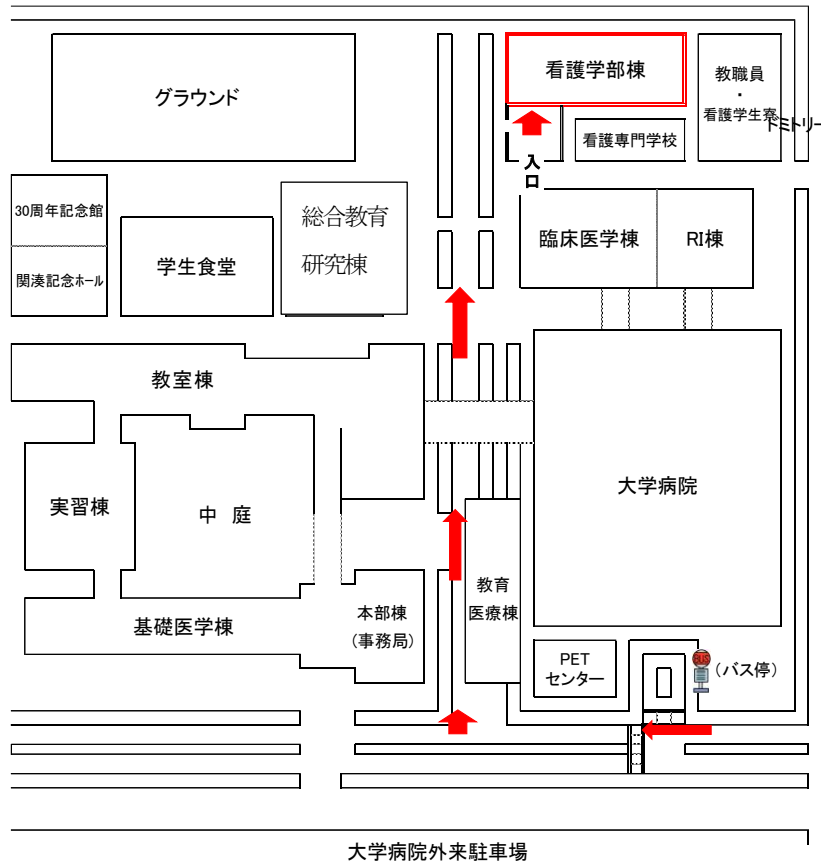 グラウンド
看護学部棟
教職員
・
看護学生寮
ドミトリー
看護専門学校
入
口
30周年記念館
関湊記念ホール
学生食堂
総合教育
研究棟
臨床医学棟
RI棟
教室棟
実習棟
中 庭
大学病院
教育
医療棟
基礎医学棟
本部棟
(事務局)
PET
センター
BUS
(バス停)
大学病院外来駐車場